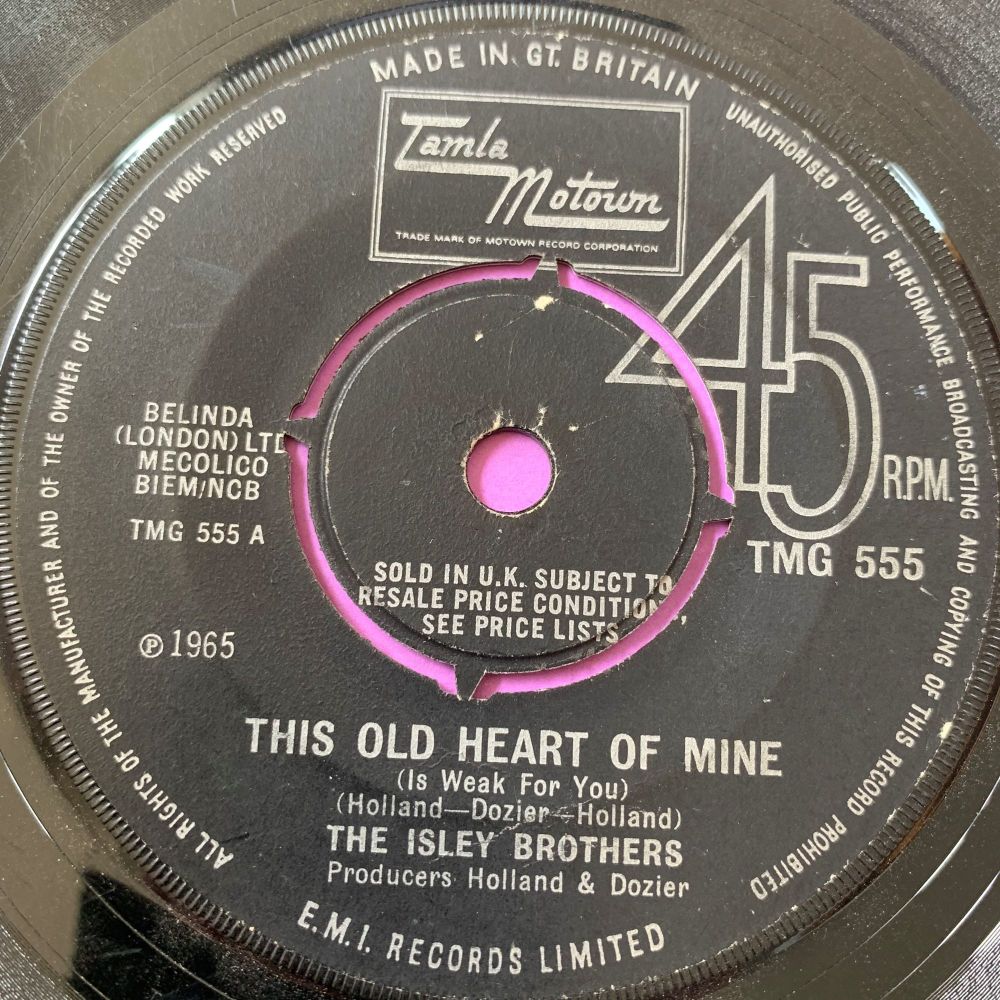 MADE IN GT. BRITAIN
UNAUTHORISED PUBLIC PERFORMANCE BROADCASTING AND COPYING OF THIS RECORD PROHIBITED
ALL RIGHTS OF THE MANUFACTURER AND OF THE OWNER OF THE RECORDED WORK RESERVED
Tamla
Motown
TRADE MARK OF MOTOWN RECORD CORPORATION
45
R.P.M.
BELINDA
(LONDON) LTD
MECOLICO
BIEM/NCB
TMG 555 A
TMG 555
SOLD IN U.K. SUBJECT TO
RESALE PRICE CONDITION,
SEE PRICE LISTS
℗ 1965
THIS OLD HEART OF MINE
(Is Weak For You)
(Holland—Dozier—Holland)
THE ISLEY BROTHERS
Producers Holland & Dozier
E.M.I. RECORDS LIMITED